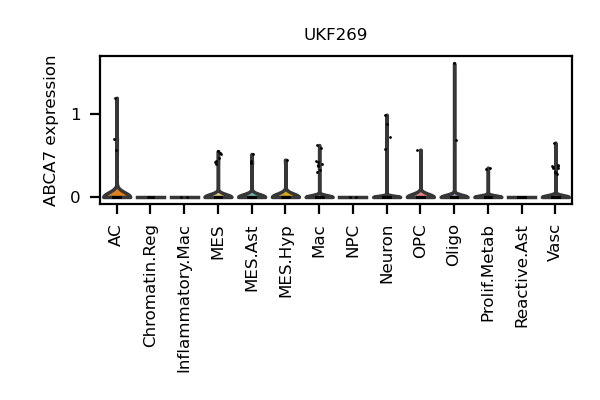 UKF269
ABCA7 expression
1
0
AC
Chromatin.Reg
Inflammatory.Mac
MES
MES.Ast
MES.Hyp
Mac
NPC
Neuron
OPC
Oligo
Prolif.Metab
Reactive.Ast
Vasc